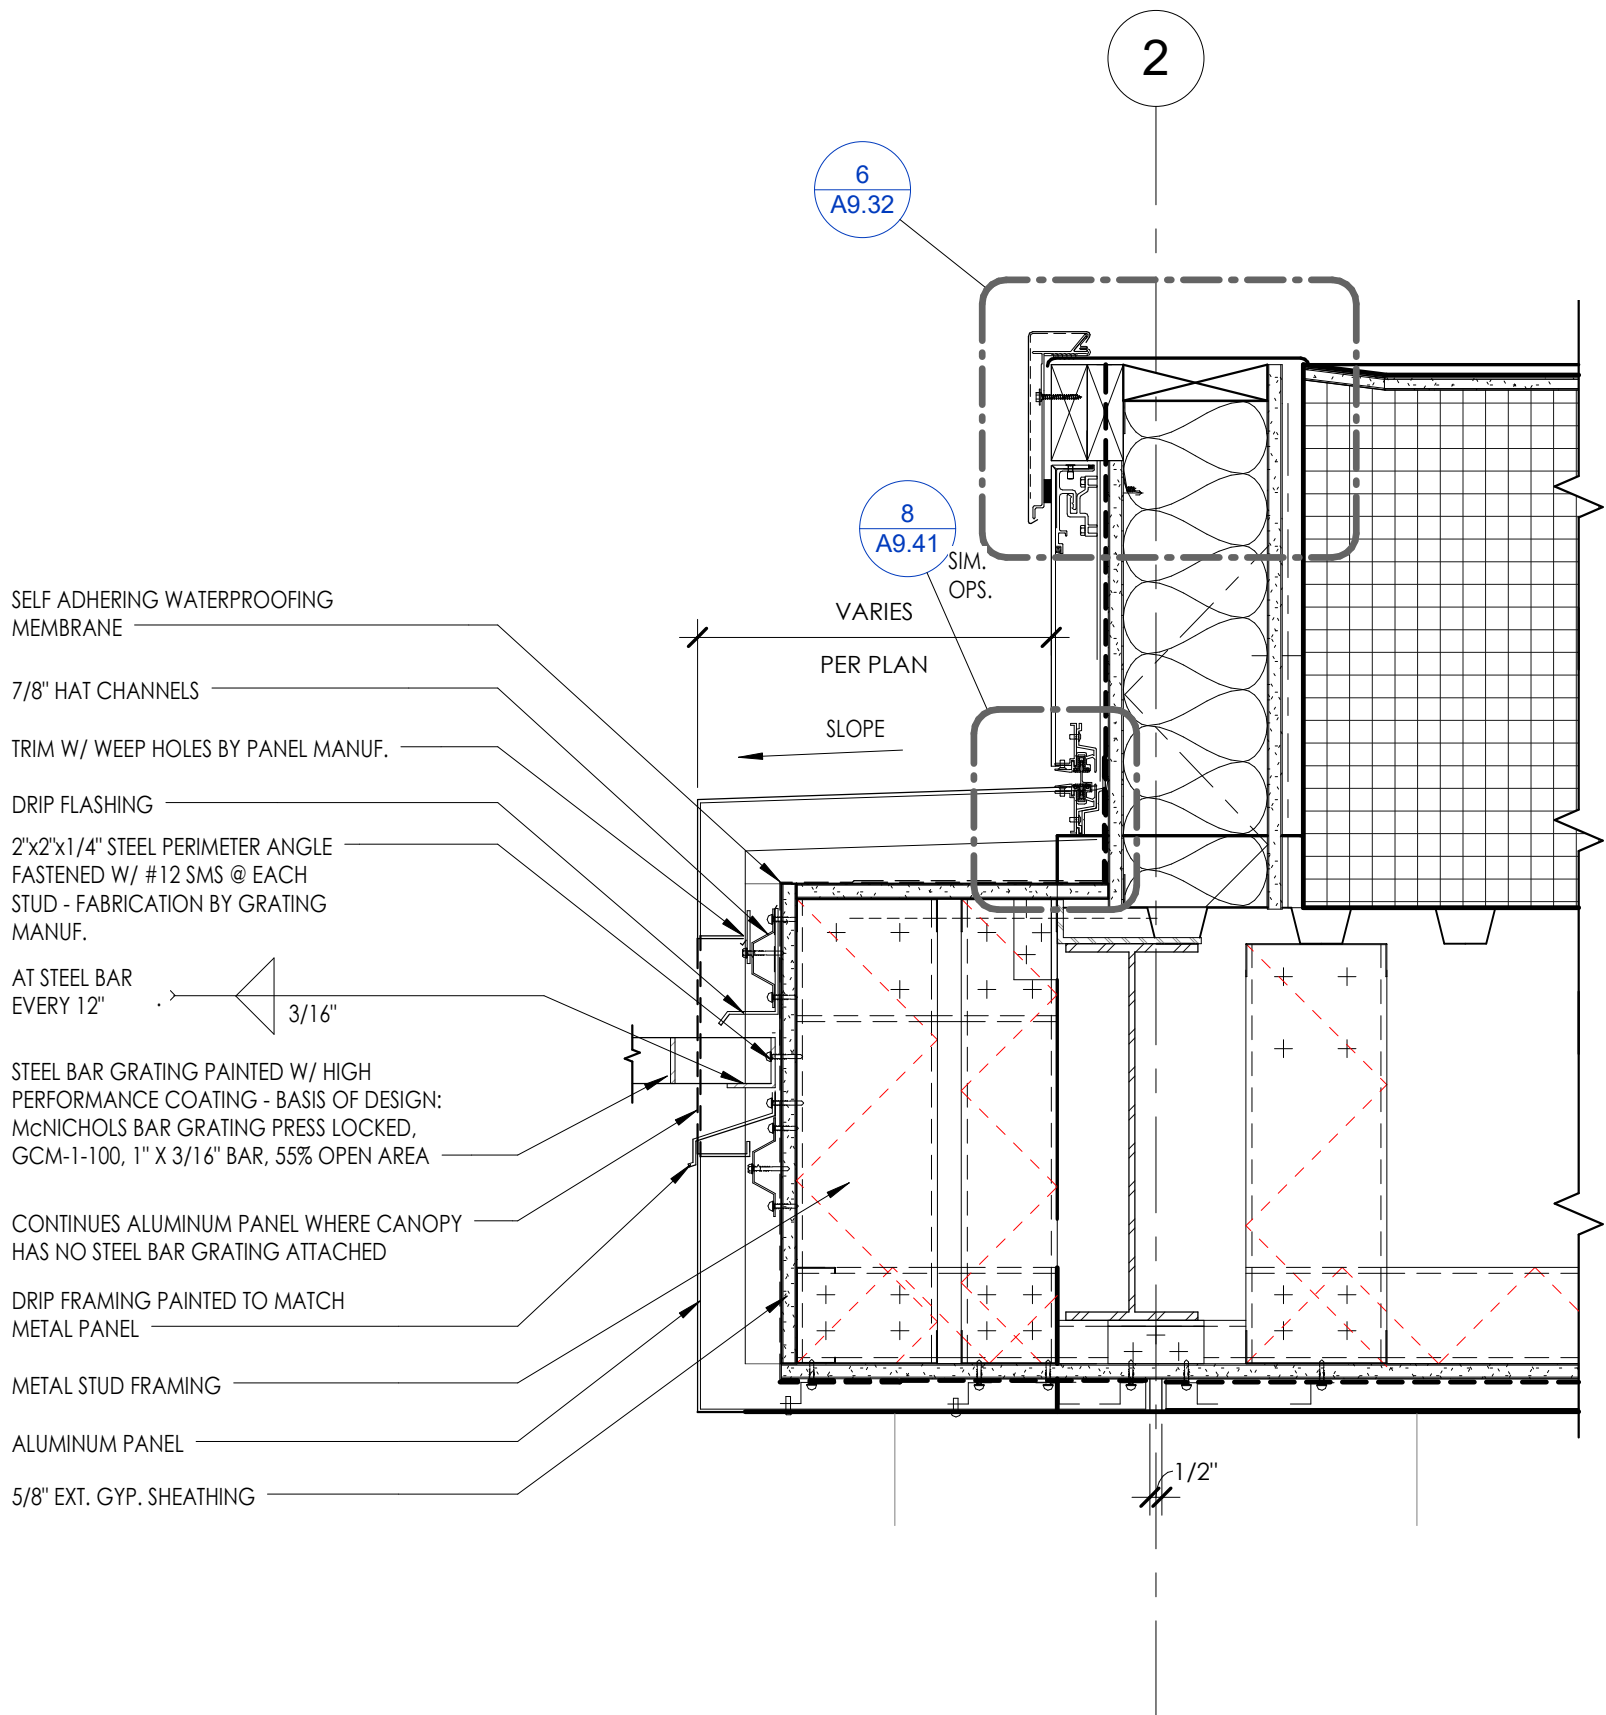 2
6
A9.32
8
A9.41
SIM.
OPS.
VARIES
PER PLAN
SLOPE
SELF ADHERING WATERPROOFING
MEMBRANE
7/8" HAT CHANNELS
TRIM W/ WEEP HOLES BY PANEL MANUF.
DRIP FLASHING
2"x2"x1/4" STEEL PERIMETER ANGLE
FASTENED W/ #12 SMS @ EACH
STUD - FABRICATION BY GRATING
MANUF.
AT STEEL BAR
EVERY 12"
.
3/16"
STEEL BAR GRATING PAINTED W/ HIGH
PERFORMANCE COATING - BASIS OF DESIGN:
McNICHOLS BAR GRATING PRESS LOCKED,
GCM-1-100, 1" X 3/16" BAR, 55% OPEN AREA
CONTINUES ALUMINUM PANEL WHERE CANOPY
HAS NO STEEL BAR GRATING ATTACHED
DRIP FRAMING PAINTED TO MATCH
METAL PANEL
METAL STUD FRAMING
ALUMINUM PANEL
5/8" EXT. GYP. SHEATHING
1/2"